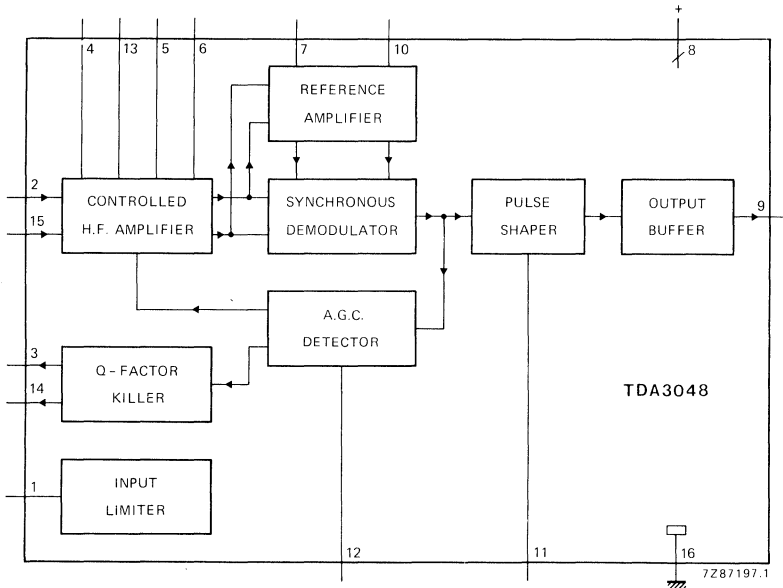 +
4 13 5 6 7 10 8
REFERENCE
AMPLIFIER
2
CONTROLLED
H.F. AMPLIFIER
15
SYNCHRONOUS
DEMODULATOR
PULSE
SHAPER
OUTPUT
BUFFER
9
A.G.C.
DETECTOR
3
Q-FACTOR
KILLER
14
TDA3048
1
INPUT
LIMITER
12 11 16
7Z87197.1